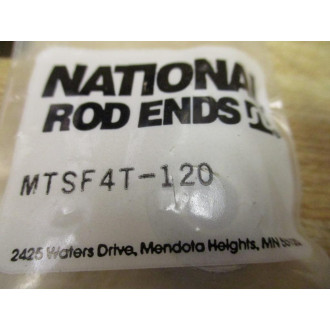 NATIONAL
ROD ENDS
MTSF4T-120
2425 Waters Drive, Mendota Heights, MN